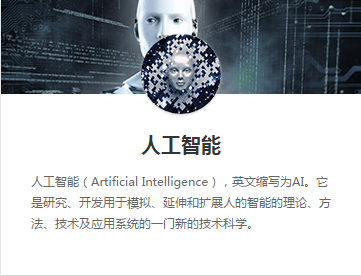 人工智能
人工智能（Artificial Intelligence），英文缩写为AI。它
是研究、开发用于模拟、延伸和扩展人的智能的理论、方
法、技术及应用系统的一门新的技术科学。